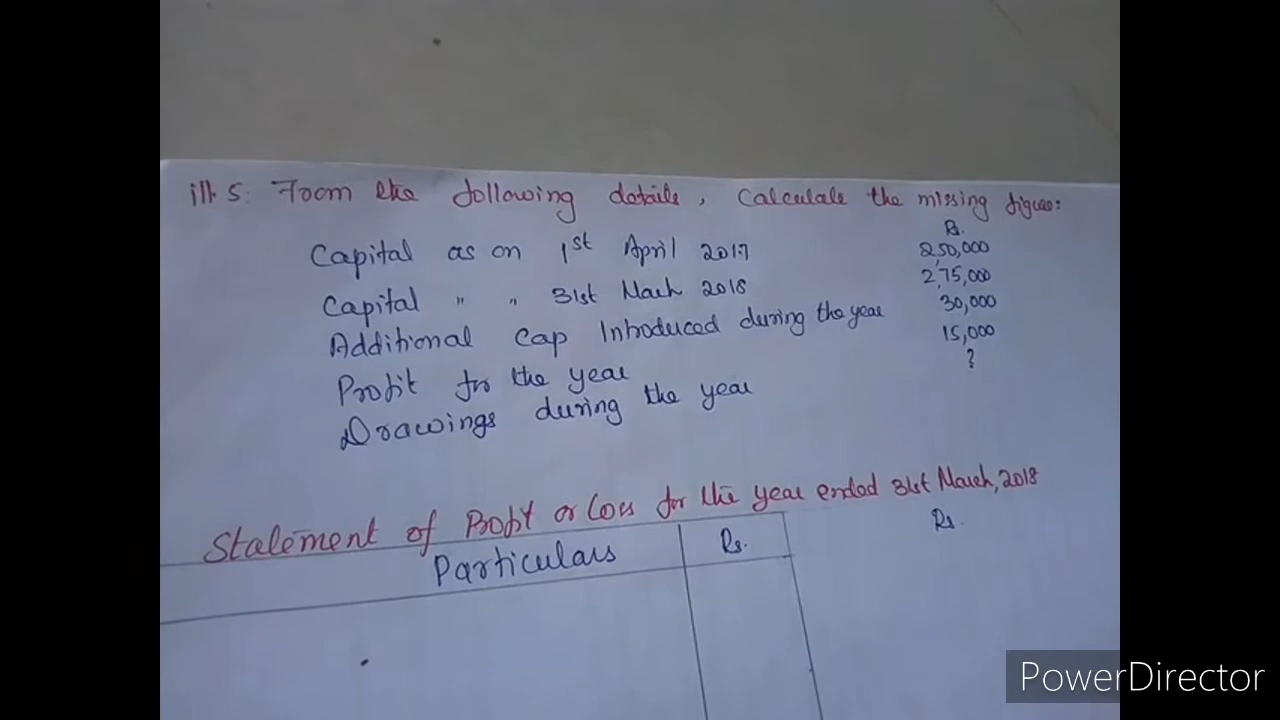 ill. 5: From the following details, Calculate the missing figure:
Rs.
Capital as on 1st April 2017 250,000
Capital " " 31st March 2018 2,75,000
Additional Cap Introduced during the year 30,000
Profit for the year 15,000
Drawings during the year ?
Statement of Profit or Loss for the year ended 31st March, 2018
Particulars Rs. Rs.
PowerDirector